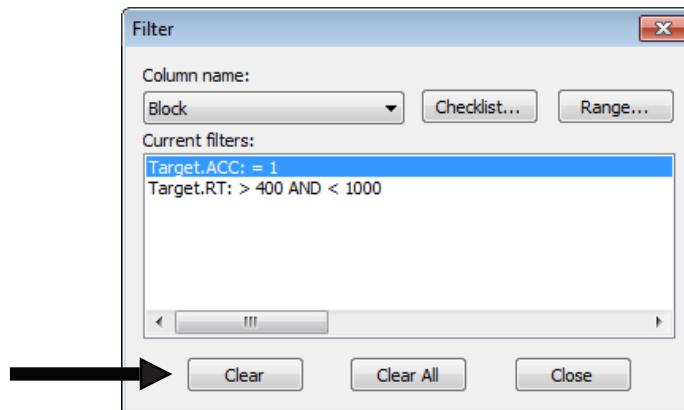 Filter
Column name:
Block Checklist... Range...
Current filters:
Target.ACC: = 1
Target.RT: > 400 AND < 1000
Clear Clear All Close